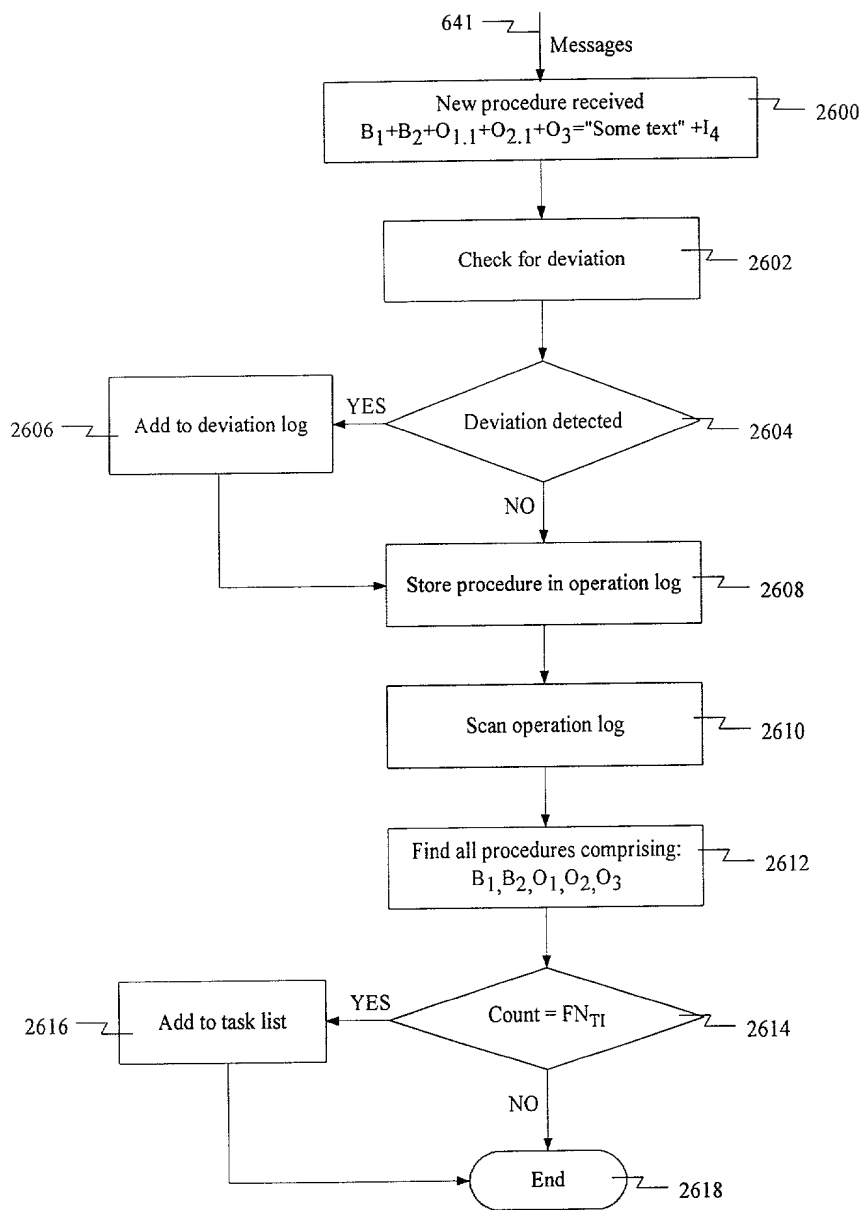 641
Messages
New procedure received
B1+B2+O1.1+O2.1+O3="Some text" +I4
2600
Check for deviation
2602
YES
Deviation detected
2604
2606
Add to deviation log
NO
Store procedure in operation log
2608
Scan operation log
2610
Find all procedures comprising:
B1,B2,O1,O2,O3
2612
YES
Count = FNTI
2614
2616
Add to task list
NO
End
2618